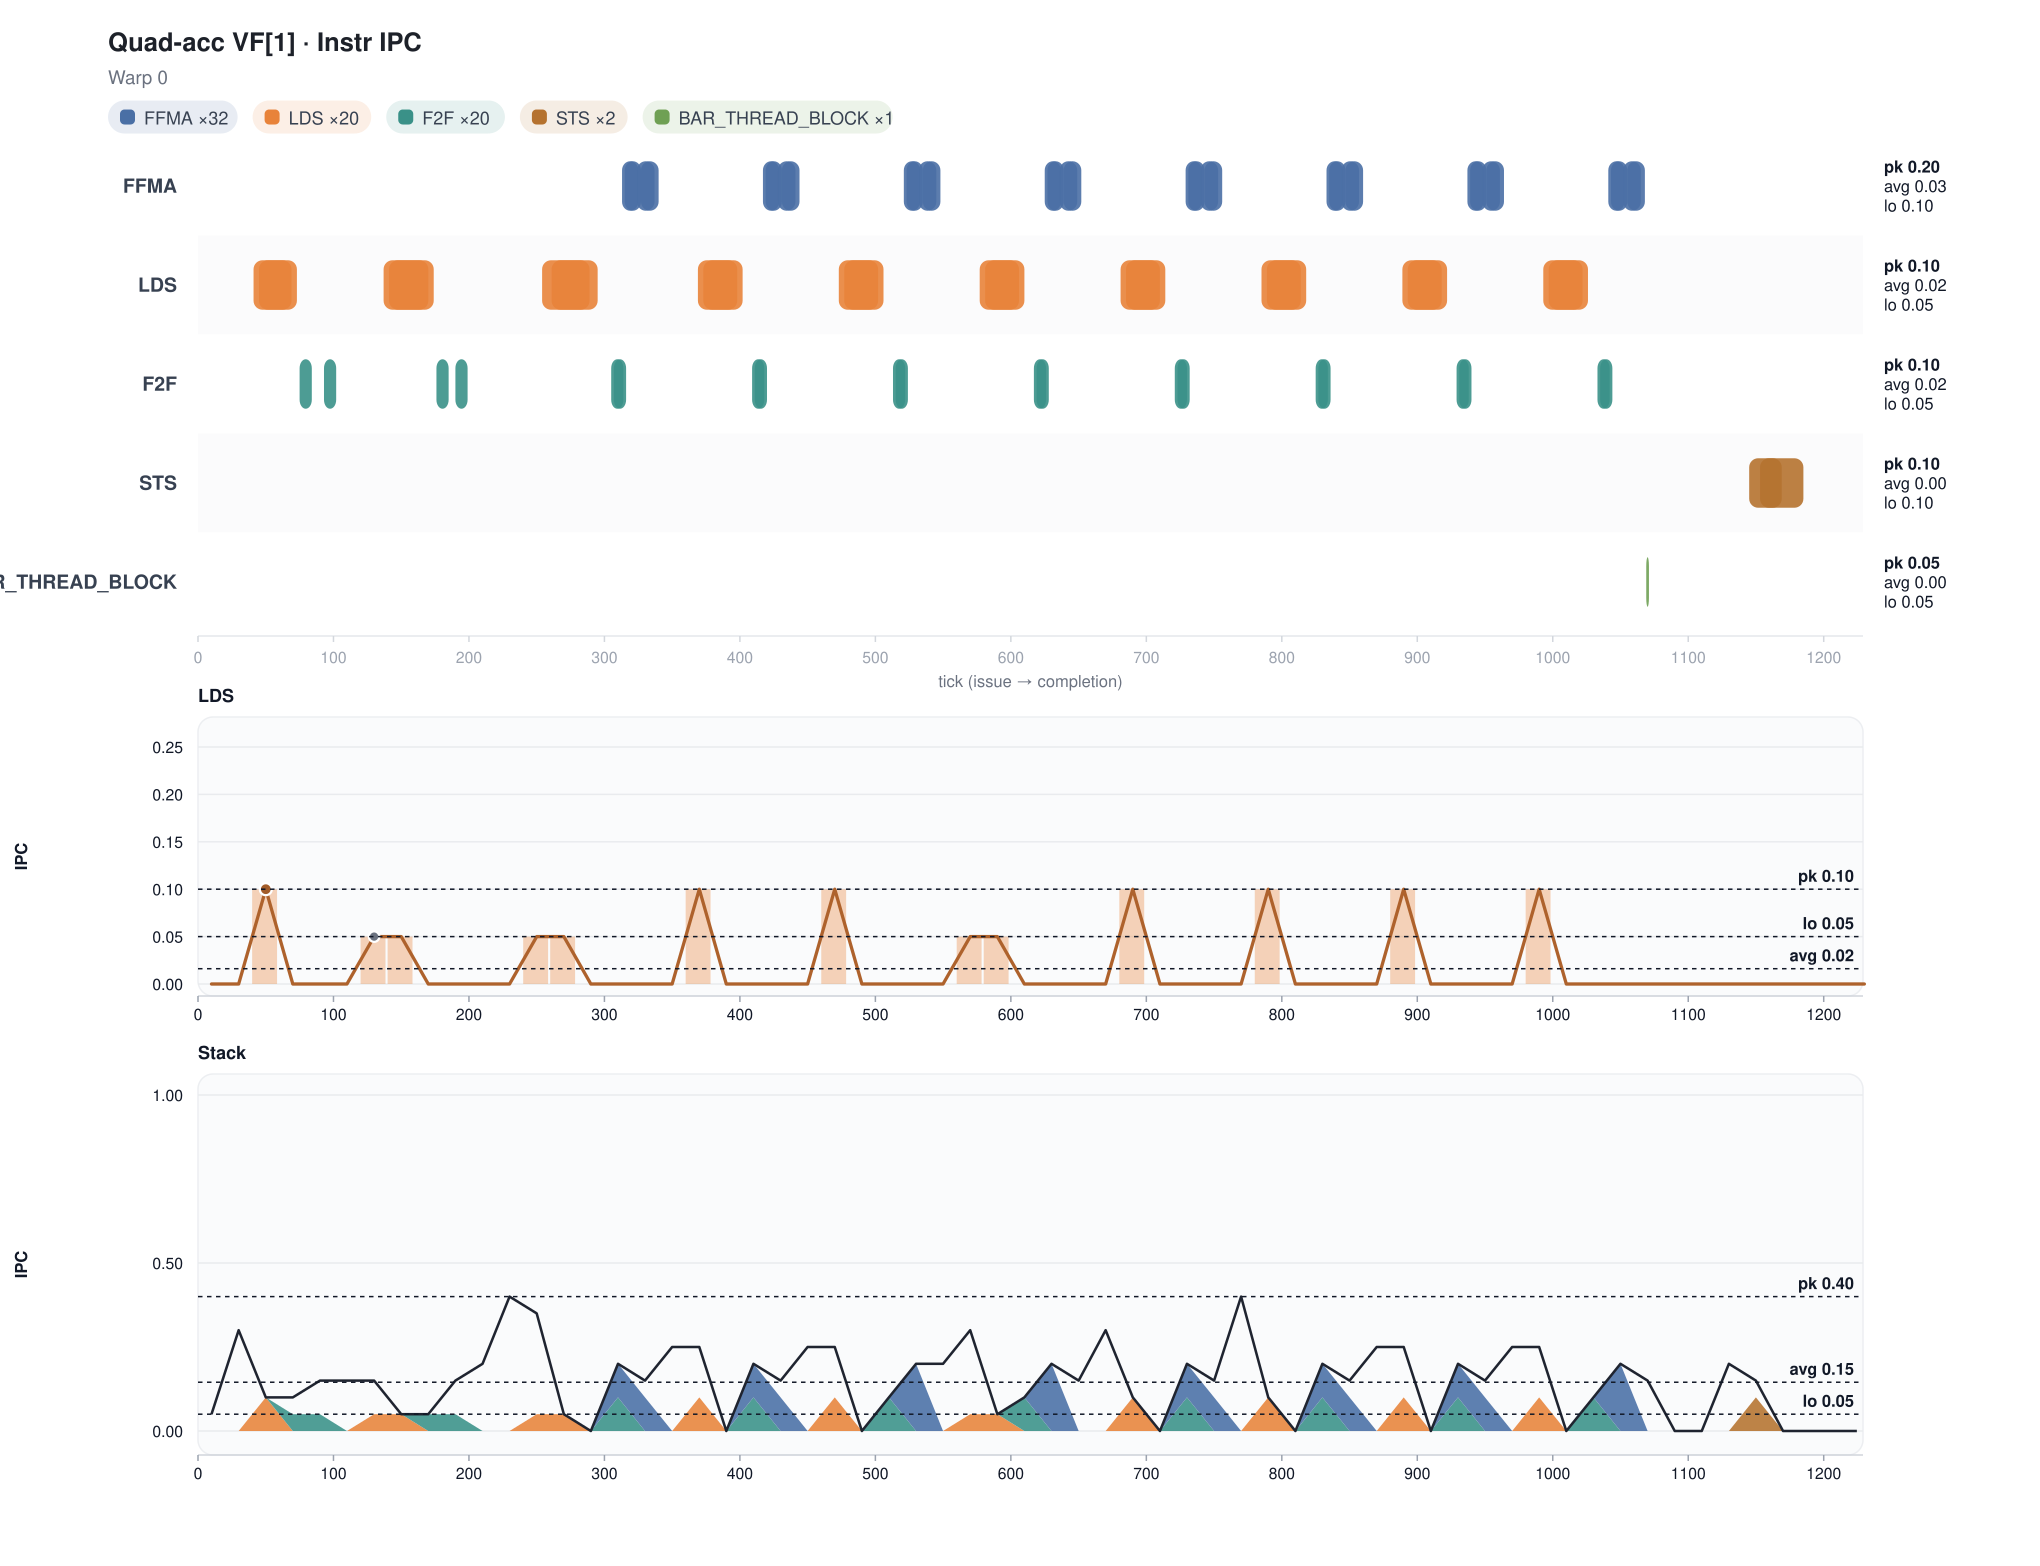 Quad-acc VF[1] · Instr IPC
Warp 0
FFMA ×32 LDS ×20 F2F ×20 STS ×2 BAR_THREAD_BLOCK ×1
FFMA
pk 0.20
avg 0.03
lo 0.10
LDS
pk 0.10
avg 0.02
lo 0.05
F2F
pk 0.10
avg 0.02
lo 0.05
STS
pk 0.10
avg 0.00
lo 0.10
R_THREAD_BLOCK
pk 0.05
avg 0.00
lo 0.05
0 100 200 300 400 500 600 700 800 900 1000 1100 1200
tick (issue → completion)
LDS
IPC
0.25
0.20
0.15
0.10
0.05
0.00
pk 0.10
lo 0.05
avg 0.02
0 100 200 300 400 500 600 700 800 900 1000 1100 1200
Stack
IPC
1.00
0.50
0.00
pk 0.40
avg 0.15
lo 0.05
0 100 200 300 400 500 600 700 800 900 1000 1100 1200